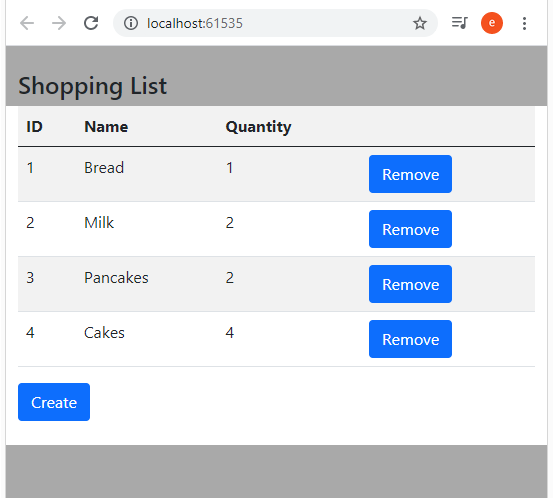 localhost:61535
e
Shopping List
ID Name Quantity
1 Bread 1 Remove
2 Milk 2 Remove
3 Pancakes 2 Remove
4 Cakes 4 Remove
Create